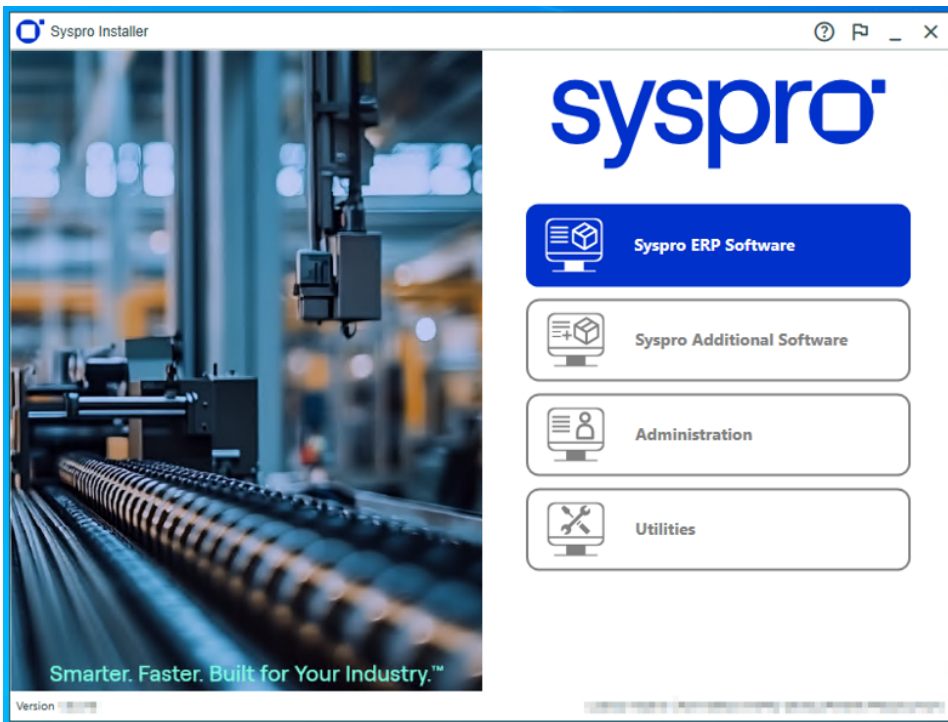 Syspro Installer
syspro
Syspro ERP Software
Syspro Additional Software
Administration
Utilities
Smarter. Faster. Built for Your Industry.™
Version